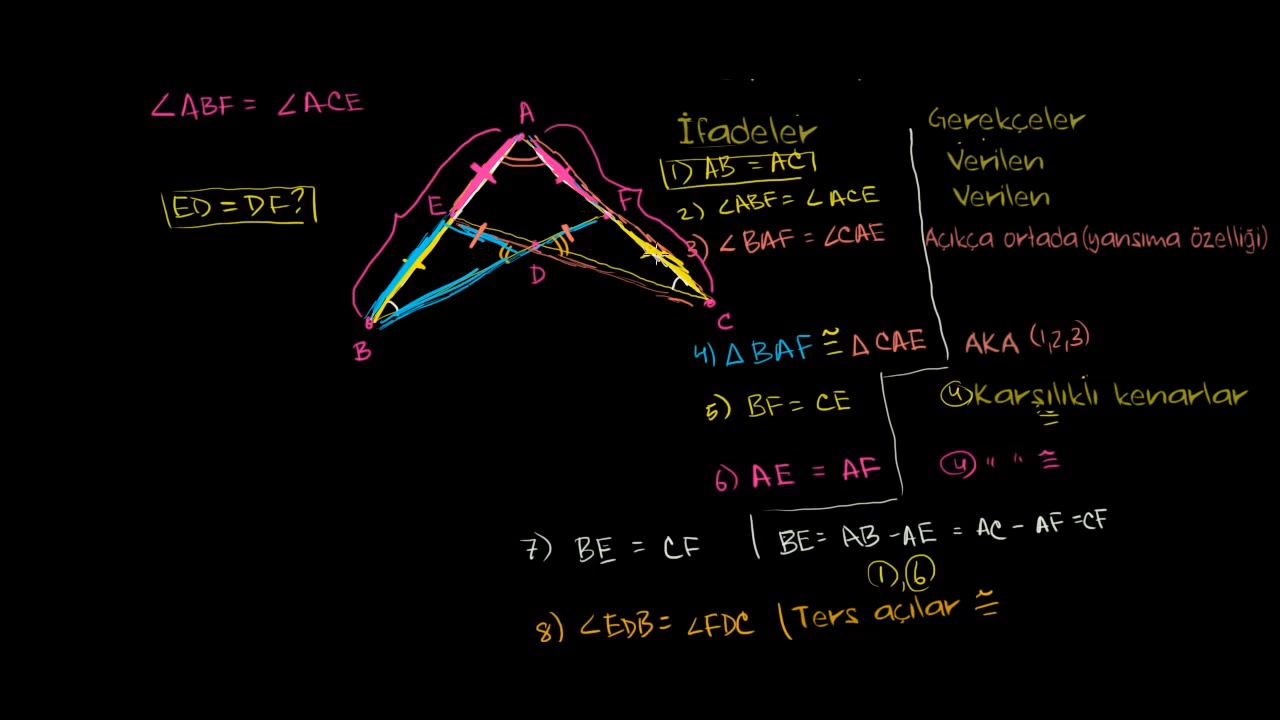 ∠ABF = ∠ACE
ED = DF?
A
E
F
D
B
C
İfadeler
Gerekçeler
1) AB = AC
Verilen
2) ∠ABF = ∠ACE
Verilen
3) ∠BAF = ∠CAE
Açıkça ortada (yansıma özelliği)
4) △BAF ≅ △CAE
AKA (1,2,3)
5) BF = CE
④ Karşılıklı kenarlar ≅
6) AE = AF
④ " " ≅
7) BE = CF
BE = AB - AE = AC - AF = CF
①,⑥
8) ∠EDB = ∠FDC
Ters açılar ≅